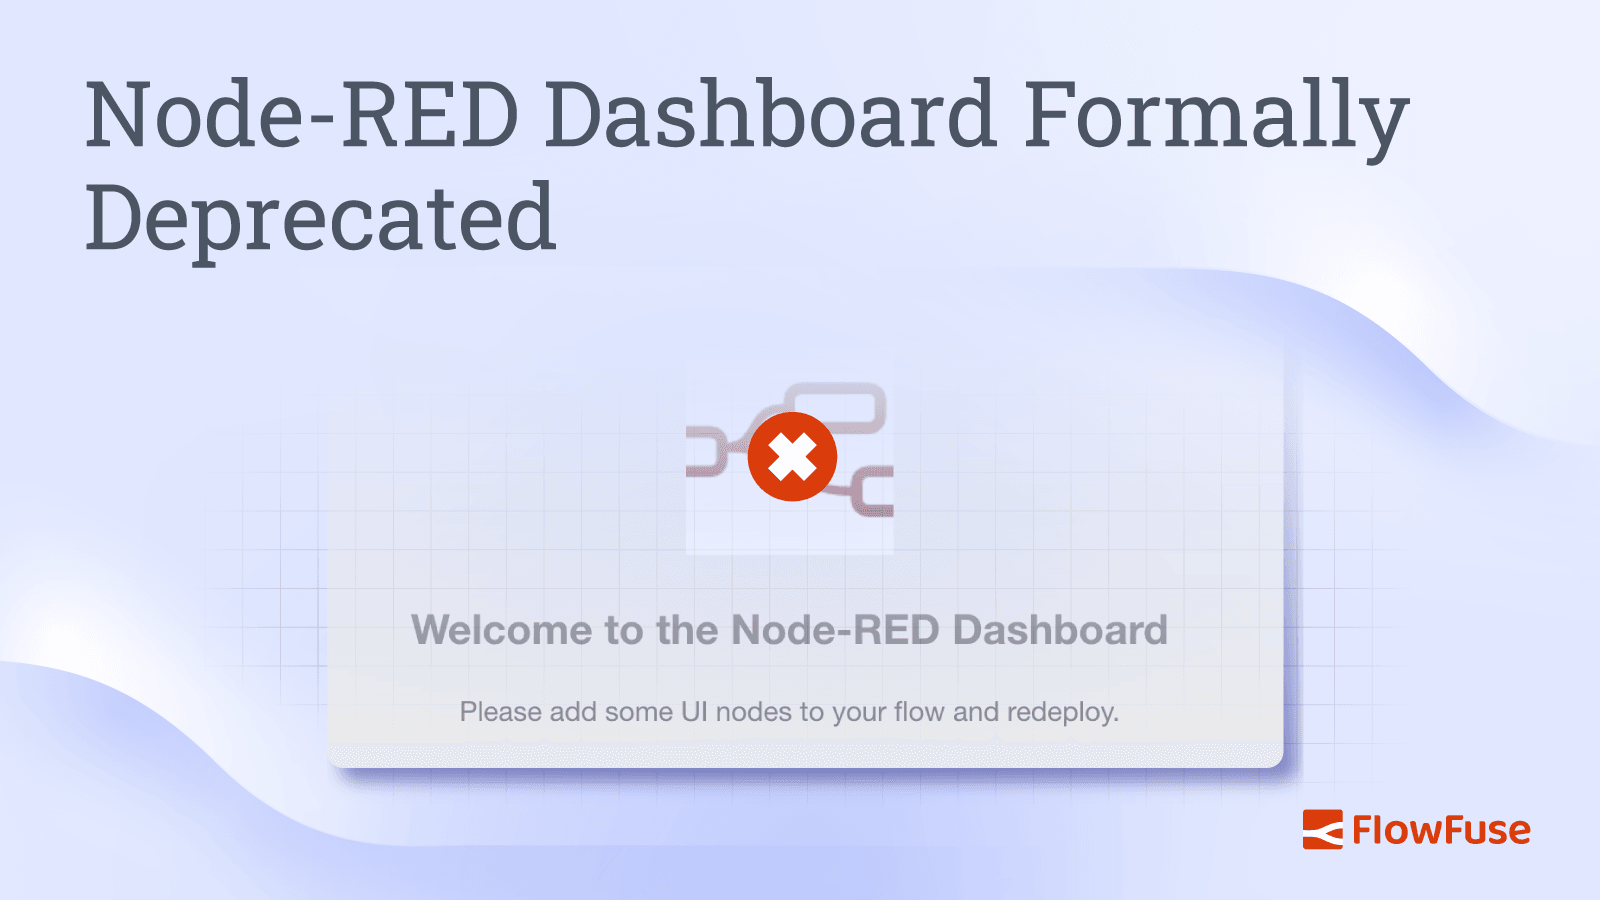 Node-RED Dashboard Formally
Deprecated
Welcome to the Node-RED Dashboard
Please add some UI nodes to your flow and redeploy.
FlowFuse